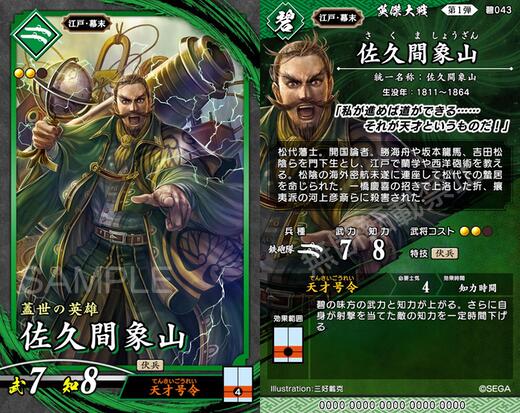 江戸・幕末
SAMPLE
蓋世の英雄
佐久間象山
伏兵
武7 知8
てんさいごうれい
天才号令
4
碧
江戸・幕末
英傑大戦
第1弾
碧043
さくましょうざん
佐久間象山
統一名称：佐久間象山
生没年：1811～1864
「私が進めば道ができる……
それが天才というものだ！」
松代藩士。開国論者。勝海舟や坂本龍馬、吉田松
陰らを門下生とし、江戸で蘭学や西洋砲術を教え
る。松陰の海外密航未遂に連座して松代での蟄居
を命じられた。一橋慶喜の招きで上洛した折、攘
夷派の河上彦斎らに殺害された。
兵種 武力 知力 武将コスト
鉄砲隊 7 8 特技 伏兵
てんさいごうれい 必要士気 効果時間
天才号令 4 知力時間
効果範囲
碧の味方の武力と知力が上がる。さらに自
身が射撃を当てた敵の知力を一定時間下げ
る
Illustration：三好載克
©SEGA
0000-0000-0000-0000-0000